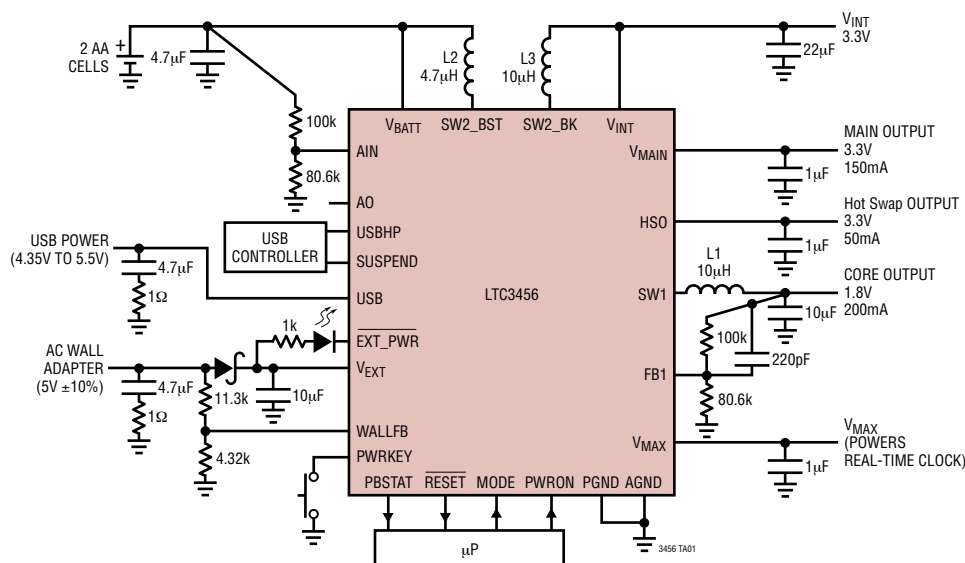 2 AA
CELLS
4.7µF
L2
4.7µH
L3
10µH
22µF
VINT
3.3V
100k
80.6k
VBATT
SW2_BST
SW2_BK
VINT
AIN
AO
USBHP
SUSPEND
USB
EXT_PWR
VEXT
WALLFB
PWRKEY
PBSTAT
RESET
MODE
PWRON
PGND
AGND
LTC3456
VMAIN
HSO
SW1
FB1
VMAX
MAIN OUTPUT
3.3V
150mA
1µF
Hot Swap OUTPUT
3.3V
50mA
1µF
L1
10µH
CORE OUTPUT
1.8V
200mA
10µF
100k
220pF
80.6k
VMAX
(POWERS
REAL-TIME CLOCK)
1µF
USB
CONTROLLER
USB POWER
(4.35V TO 5.5V)
4.7µF
1Ω
1k
AC WALL
ADAPTER
(5V ±10%)
4.7µF
1Ω
11.3k
10µF
4.32k
µP
3456 TA01